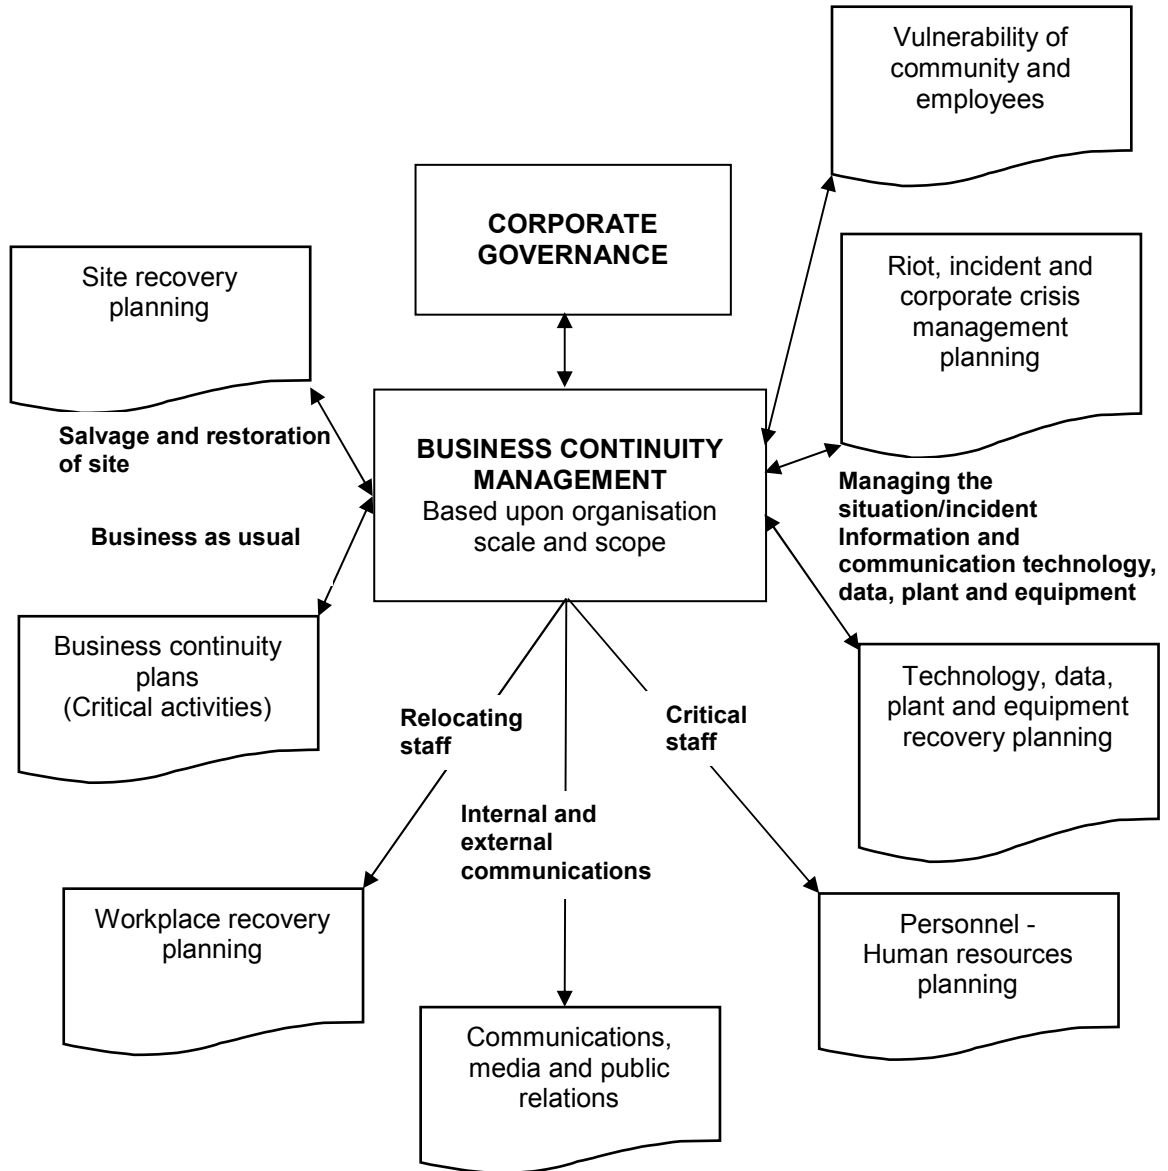 Vulnerability of
community and
employees
CORPORATE
GOVERNANCE
Site recovery
planning
Riot, incident and
corporate crisis
management
planning
Salvage and restoration
of site
BUSINESS CONTINUITY
MANAGEMENT
Based upon organisation
scale and scope
Managing the
situation/incident
Information and
communication technology,
data, plant and equipment
Business as usual
Business continuity
plans
(Critical activities)
Technology, data,
plant and equipment
recovery planning
Relocating
staff
Critical
staff
Internal and
external
communications
Workplace recovery
planning
Personnel -
Human resources
planning
Communications,
media and public
relations